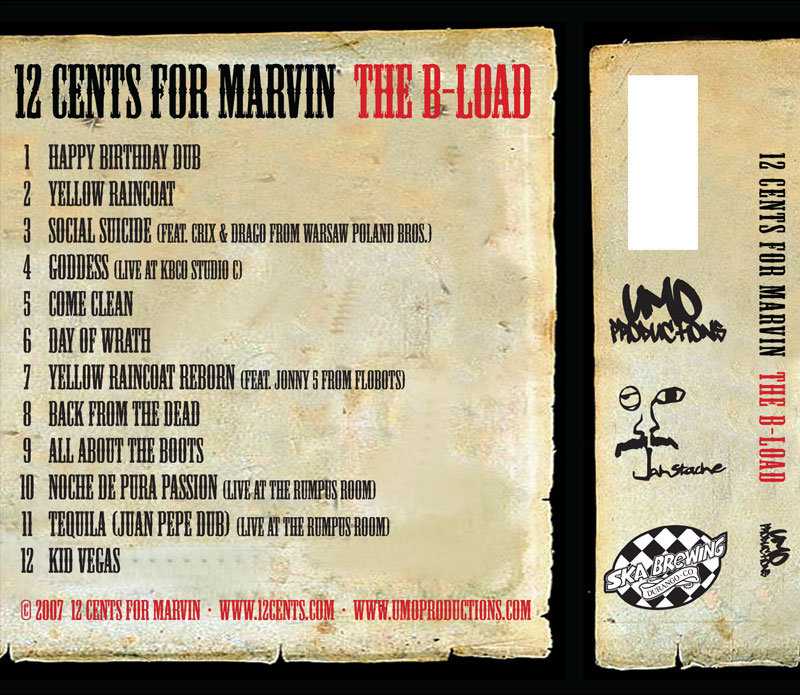 12 CENTS FOR MARVIN THE B-LOAD
1 HAPPY BIRTHDAY DUB
2 YELLOW RAINCOAT
3 SOCIAL SUICIDE (FEAT. CRIX & DRAGO FROM WARSAW POLAND BROS.)
4 GODDESS (LIVE AT KBCO STUDIO C)
5 COME CLEAN
6 DAY OF WRATH
7 YELLOW RAINCOAT REBORN (FEAT. JONNY 5 FROM FLOBOTS)
8 BACK FROM THE DEAD
9 ALL ABOUT THE BOOTS
10 NOCHE DE PURA PASSION (LIVE AT THE RUMPUS ROOM)
11 TEQUILA (JUAN PEPE DUB) (LIVE AT THE RUMPUS ROOM)
12 KID VEGAS
© 2007 12 CENTS FOR MARVIN · WWW.12CENTS.COM · WWW.UMOPRODUCTIONS.COM
UMO
PRODUCTIONS
Jahstache
SKA BREWING
DURANGO · CO
12 CENTS FOR MARVIN THE B-LOAD
UMO
PRODUCTIONS